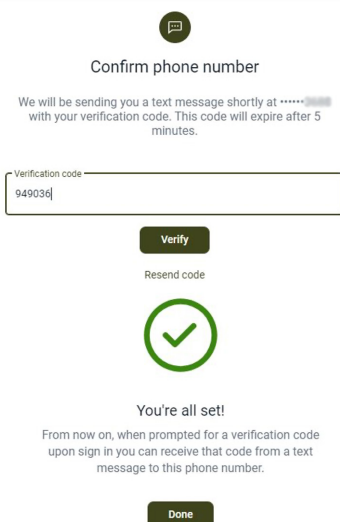 Confirm phone number
We will be sending you a text message shortly at ••••••
with your verification code. This code will expire after 5
minutes.
Verification code
949036
Verify
Resend code
You're all set!
From now on, when prompted for a verification code
upon sign in you can receive that code from a text
message to this phone number.
Done